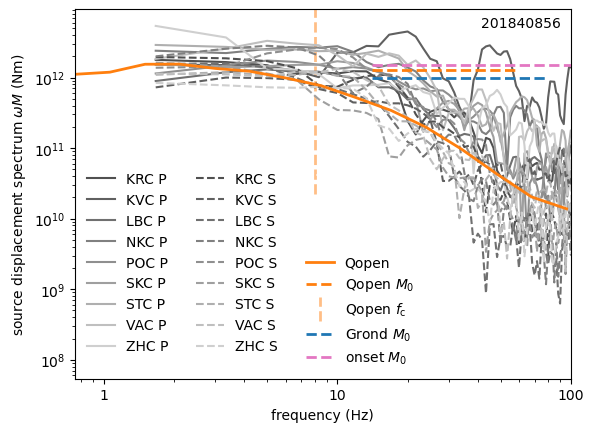 201840856
source displacement spectrum ωM (Nm)
10¹²
10¹¹
10¹⁰
10⁹
10⁸
KRC P
KVC P
LBC P
NKC P
POC P
SKC P
STC P
VAC P
ZHC P
KRC S
KVC S
LBC S
NKC S
POC S
SKC S
STC S
VAC S
ZHC S
Qopen
Qopen M₀
Qopen f_c
Grond M₀
onset M₀
1
10
100
frequency (Hz)